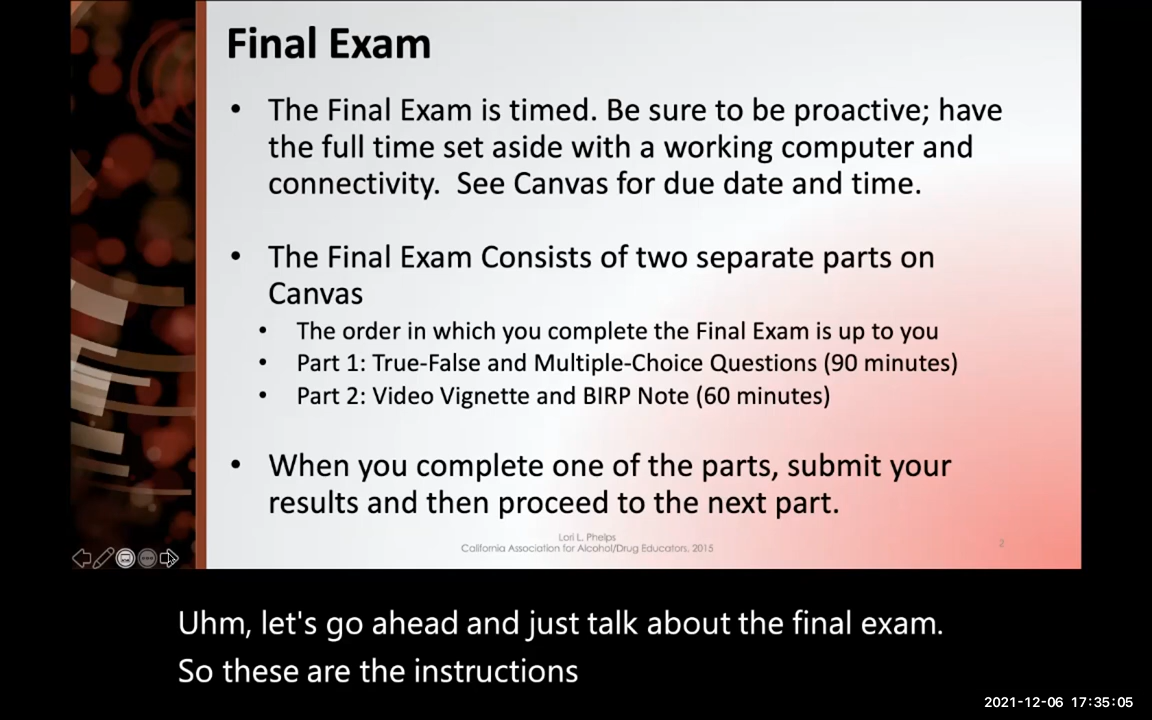 Final Exam
• The Final Exam is timed. Be sure to be proactive; have
the full time set aside with a working computer and
connectivity.  See Canvas for due date and time.
• The Final Exam Consists of two separate parts on
Canvas
• The order in which you complete the Final Exam is up to you
• Part 1: True-False and Multiple-Choice Questions (90 minutes)
• Part 2: Video Vignette and BIRP Note (60 minutes)
• When you complete one of the parts, submit your
results and then proceed to the next part.
Lori L. Phelps
California Association for Alcohol/Drug Educators, 2015
2
Uhm, let's go ahead and just talk about the final exam.
So these are the instructions
2021-12-06 17:35:05